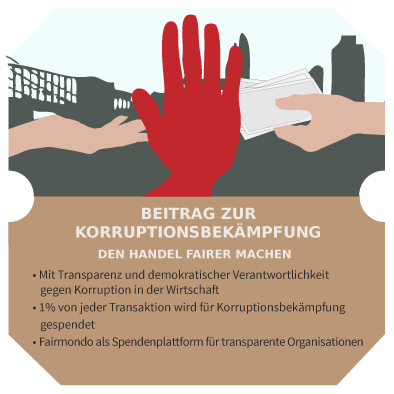 BEITRAG ZUR
KORRUPTIONSBEKÄMPFUNG
DEN HANDEL FAIRER MACHEN
• Mit Transparenz und demokratischer Verantwortlichkeit
gegen Korruption in der Wirtschaft
• 1% von jeder Transaktion wird für Korruptionsbekämpfung
gespendet
• Fairmondo als Spendenplattform für transparente Organisationen